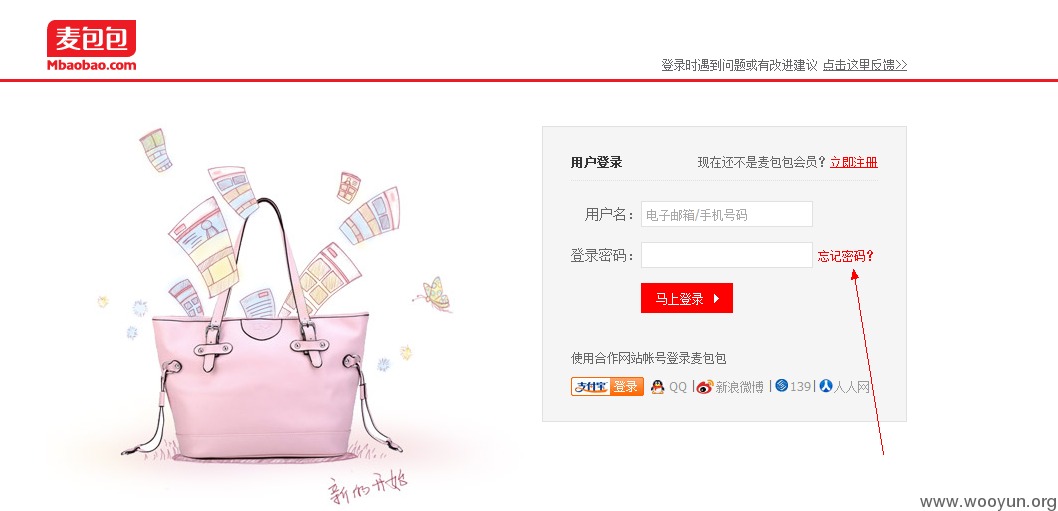 麦包包
Mbaobao.com
登录时遇到问题或有改进建议 点击这里反馈>>
用户登录 现在还不是麦包包会员？立即注册
用户名： 电子邮箱/手机号码
登录密码： 忘记密码？
马上登录
使用合作网站帐号登录麦包包
支付宝 登录 QQ | 新浪微博 | 139 | 人人网
新的开始
www.wooyun.org